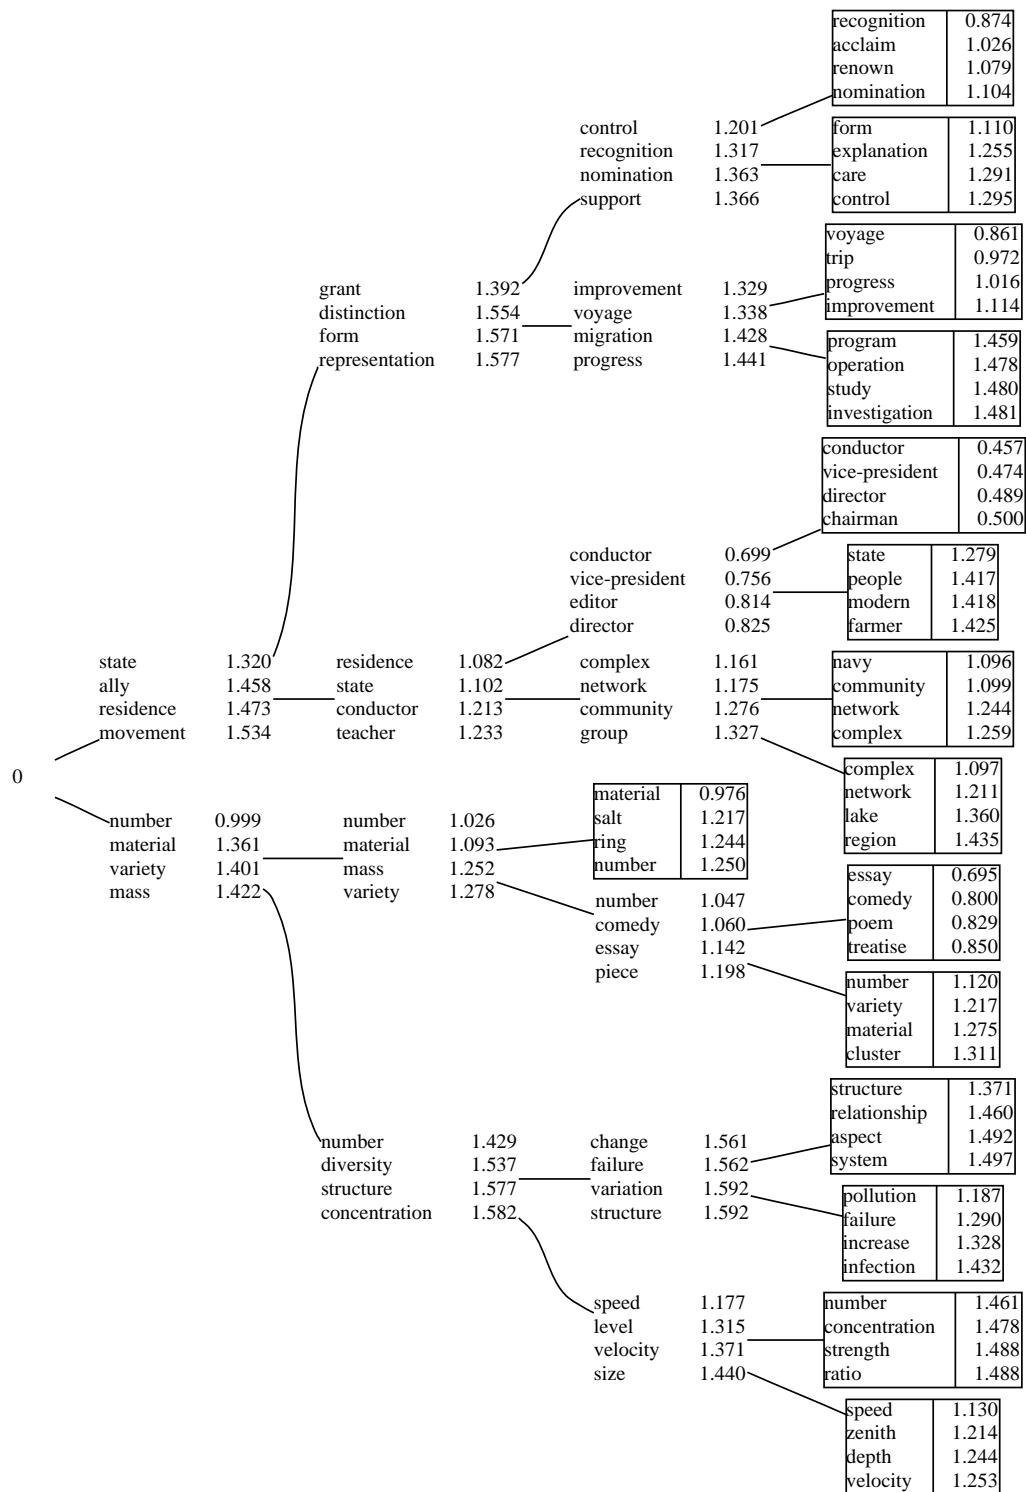 0
state 1.320
ally 1.458
residence 1.473
movement 1.534
number 0.999
material 1.361
variety 1.401
mass 1.422
grant 1.392
distinction 1.554
form 1.571
representation 1.577
residence 1.082
state 1.102
conductor 1.213
teacher 1.233
number 1.026
material 1.093
mass 1.252
variety 1.278
number 1.429
diversity 1.537
structure 1.577
concentration 1.582
control 1.201
recognition 1.317
nomination 1.363
support 1.366
improvement 1.329
voyage 1.338
migration 1.428
progress 1.441
conductor 0.699
vice-president 0.756
editor 0.814
director 0.825
complex 1.161
network 1.175
community 1.276
group 1.327
material 0.976
salt 1.217
ring 1.244
number 1.250
number 1.047
comedy 1.060
essay 1.142
piece 1.198
change 1.561
failure 1.562
variation 1.592
structure 1.592
speed 1.177
level 1.315
velocity 1.371
size 1.440
recognition 0.874
acclaim 1.026
renown 1.079
nomination 1.104
form 1.110
explanation 1.255
care 1.291
control 1.295
voyage 0.861
trip 0.972
progress 1.016
improvement 1.114
program 1.459
operation 1.478
study 1.480
investigation 1.481
conductor 0.457
vice-president 0.474
director 0.489
chairman 0.500
state 1.279
people 1.417
modern 1.418
farmer 1.425
navy 1.096
community 1.099
network 1.244
complex 1.259
complex 1.097
network 1.211
lake 1.360
region 1.435
essay 0.695
comedy 0.800
poem 0.829
treatise 0.850
number 1.120
variety 1.217
material 1.275
cluster 1.311
structure 1.371
relationship 1.460
aspect 1.492
system 1.497
pollution 1.187
failure 1.290
increase 1.328
infection 1.432
number 1.461
concentration 1.478
strength 1.488
ratio 1.488
speed 1.130
zenith 1.214
depth 1.244
velocity 1.253